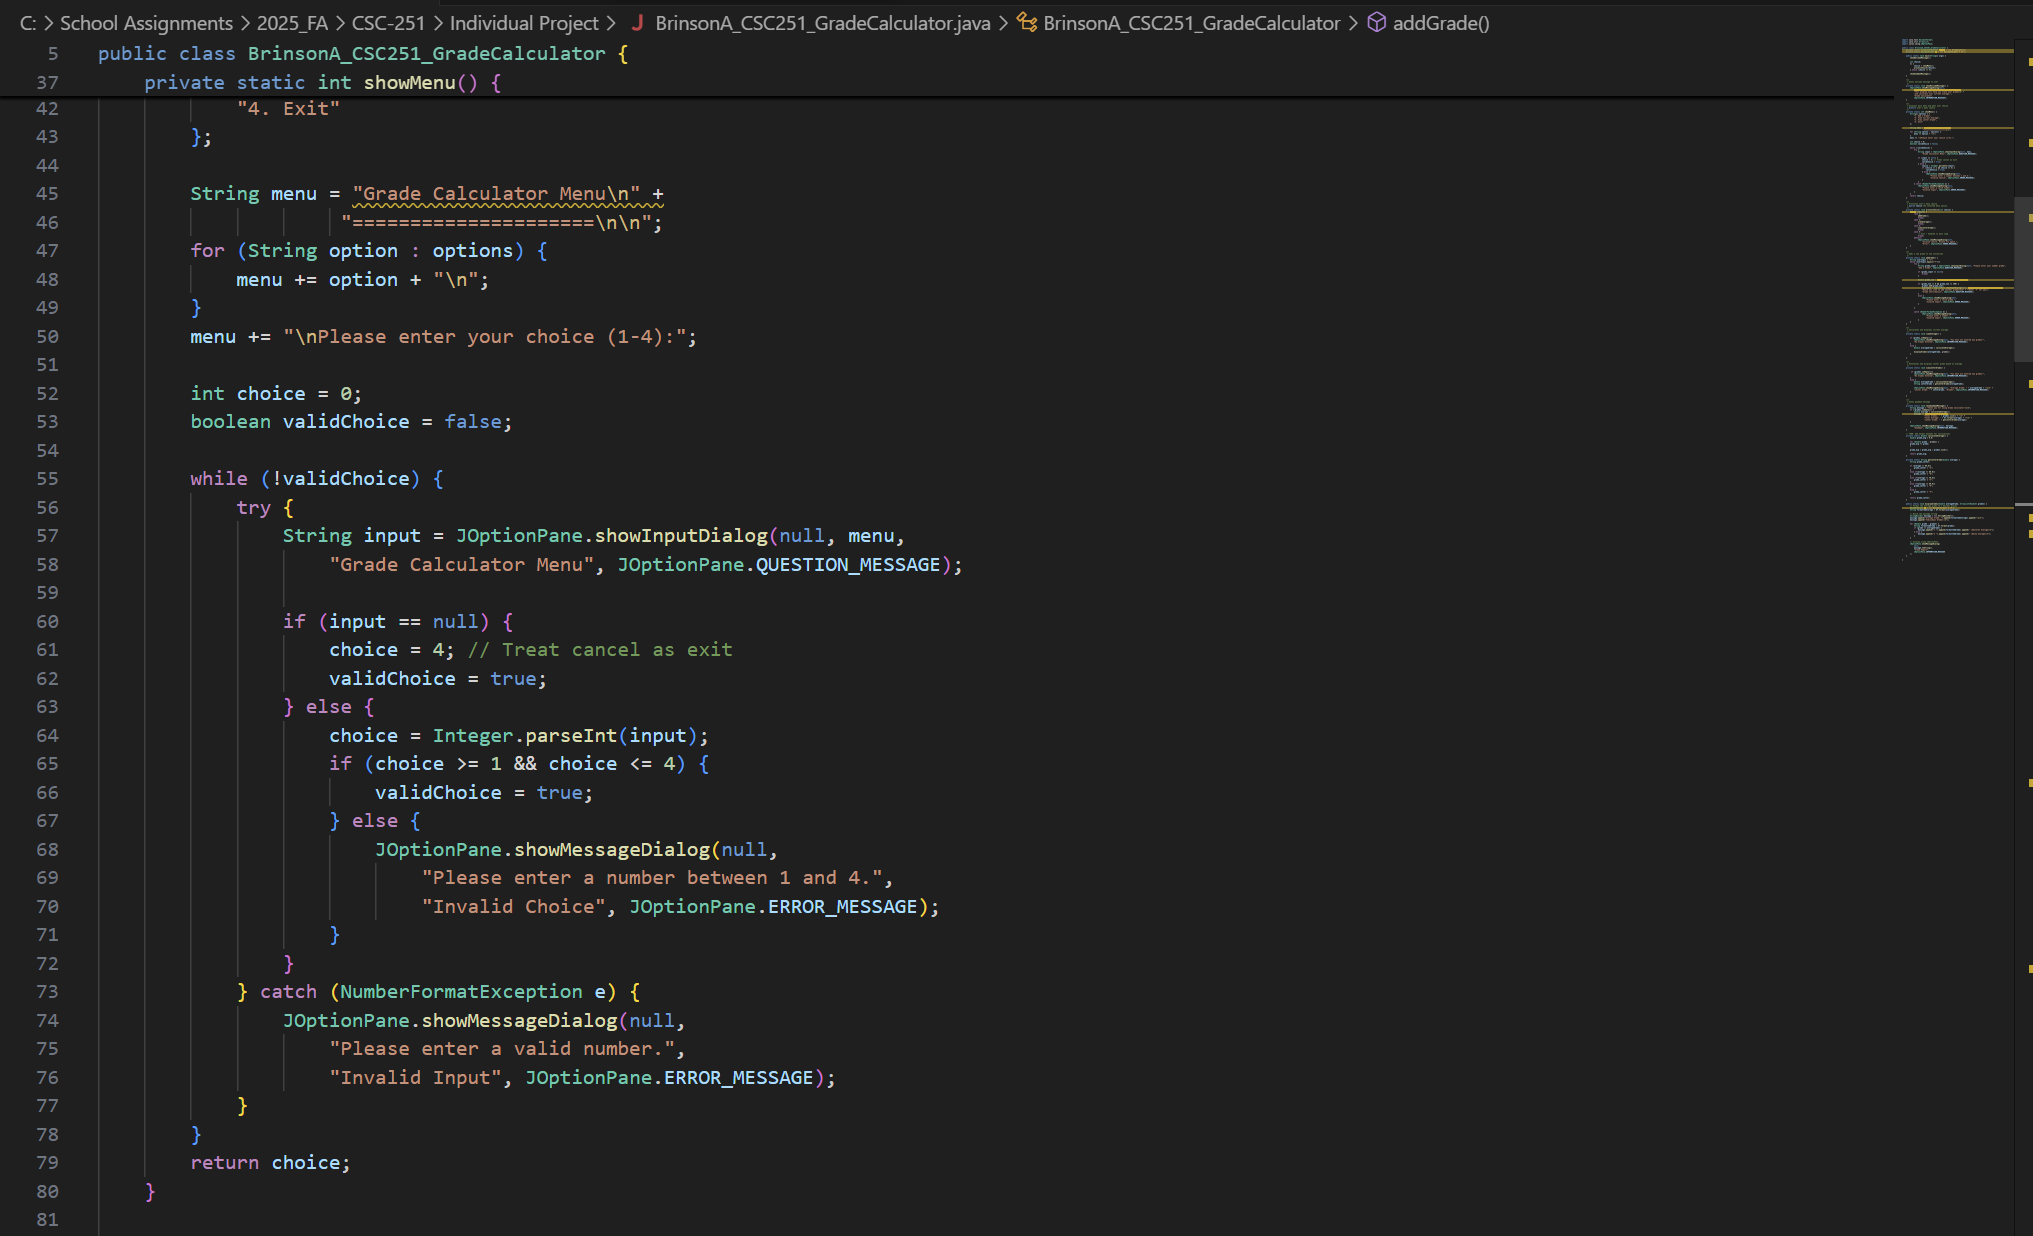 C: > School Assignments > 2025_FA > CSC-251 > Individual Project > J BrinsonA_CSC251_GradeCalculator.java > BrinsonA_CSC251_GradeCalculator > addGrade()
5 public class BrinsonA_CSC251_GradeCalculator {
37 private static int showMenu() {
42 "4. Exit"
43 };
44
45 String menu = "Grade Calculator Menu\n" +
46 "=====================\n\n";
47 for (String option : options) {
48 menu += option + "\n";
49 }
50 menu += "\nPlease enter your choice (1-4):";
51
52 int choice = 0;
53 boolean validChoice = false;
54
55 while (!validChoice) {
56 try {
57 String input = JOptionPane.showInputDialog(null, menu,
58 "Grade Calculator Menu", JOptionPane.QUESTION_MESSAGE);
59
60 if (input == null) {
61 choice = 4; // Treat cancel as exit
62 validChoice = true;
63 } else {
64 choice = Integer.parseInt(input);
65 if (choice >= 1 && choice <= 4) {
66 validChoice = true;
67 } else {
68 JOptionPane.showMessageDialog(null,
69 "Please enter a number between 1 and 4.",
70 "Invalid Choice", JOptionPane.ERROR_MESSAGE);
71 }
72 }
73 } catch (NumberFormatException e) {
74 JOptionPane.showMessageDialog(null,
75 "Please enter a valid number.",
76 "Invalid Input", JOptionPane.ERROR_MESSAGE);
77 }
78 }
79 return choice;
80 }
81